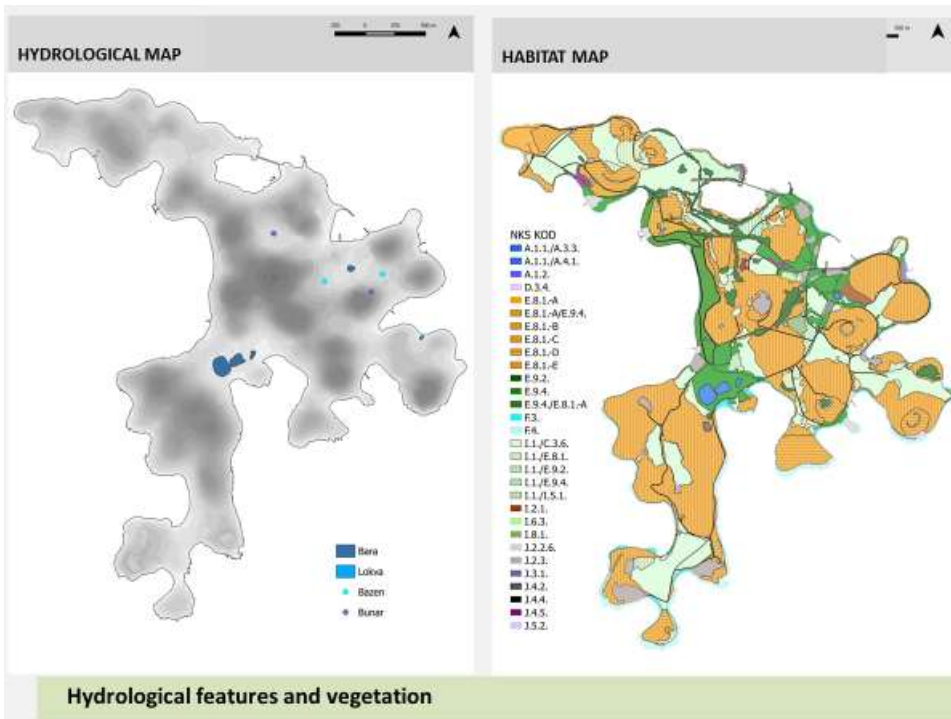 HYDROLOGICAL MAP
Bara
Lokva
Bazen
Bunar
HABITAT MAP
NKS KOD
A.1.1./A.3.3.
A.1.1./A.4.1.
A.1.2.
D.3.4.
E.8.1.-A
E.8.1.-A/E.9.4.
E.8.1.-B
E.8.1.-C
E.8.1.-D
E.8.1.-E
E.9.2.
E.9.4.
E.9.4./E.8.1.-A
F.3.
F.4.
I.1./C.3.6.
I.1./E.8.1.
I.1./E.9.2.
I.1./E.9.4.
I.1./I.5.1.
I.2.1.
I.6.3.
I.8.1.
J.2.2.6.
J.2.3.
J.3.1.
J.4.2.
J.4.4.
J.4.5.
J.5.2.
Hydrological features and vegetation